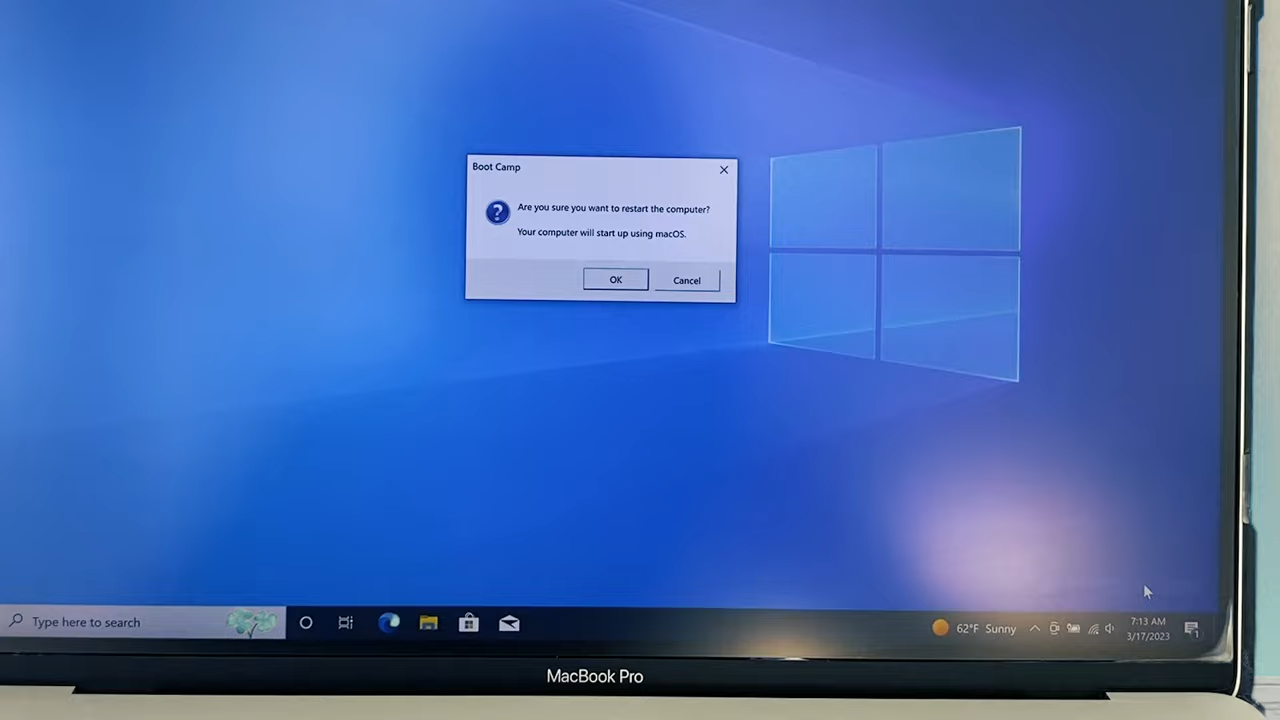 Boot Camp
Are you sure you want to restart the computer?
Your computer will start up using macOS.
OK
Cancel
Type here to search
62°F Sunny
7:13 AM
3/17/2023
MacBook Pro